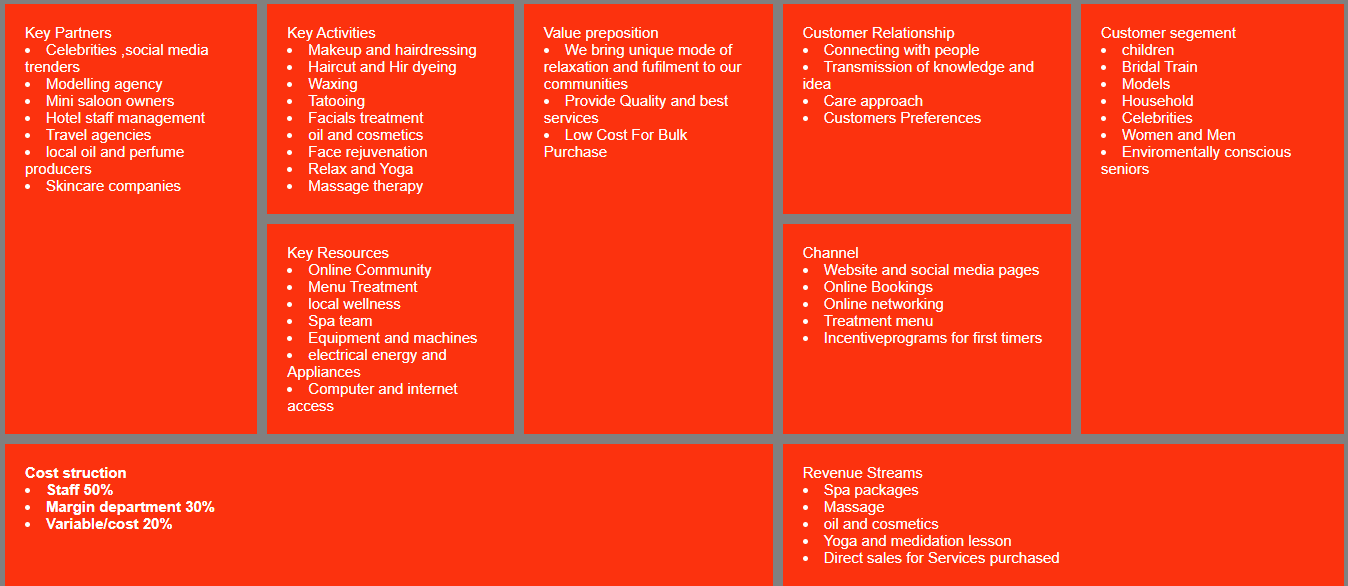 Key Partners
• Celebrities ,social media
trenders
• Modelling agency
• Mini saloon owners
• Hotel staff management
• Travel agencies
• local oil and perfume
producers
• Skincare companies
Key Activities
• Makeup and hairdressing
• Haircut and Hir dyeing
• Waxing
• Tatooing
• Facials treatment
• oil and cosmetics
• Face rejuvenation
• Relax and Yoga
• Massage therapy
Key Resources
• Online Community
• Menu Treatment
• local wellness
• Spa team
• Equipment and machines
• electrical energy and
Appliances
• Computer and internet
access
Value preposition
• We bring unique mode of
relaxation and fufilment to our
communities
• Provide Quality and best
services
• Low Cost For Bulk
Purchase
Customer Relationship
• Connecting with people
• Transmission of knowledge and
idea
• Care approach
• Customers Preferences
Channel
• Website and social media pages
• Online Bookings
• Online networking
• Treatment menu
• Incentiveprograms for first timers
Customer segement
• children
• Bridal Train
• Models
• Household
• Celebrities
• Women and Men
• Enviromentally conscious
seniors
Cost struction
• Staff 50%
• Margin department 30%
• Variable/cost 20%
Revenue Streams
• Spa packages
• Massage
• oil and cosmetics
• Yoga and medidation lesson
• Direct sales for Services purchased